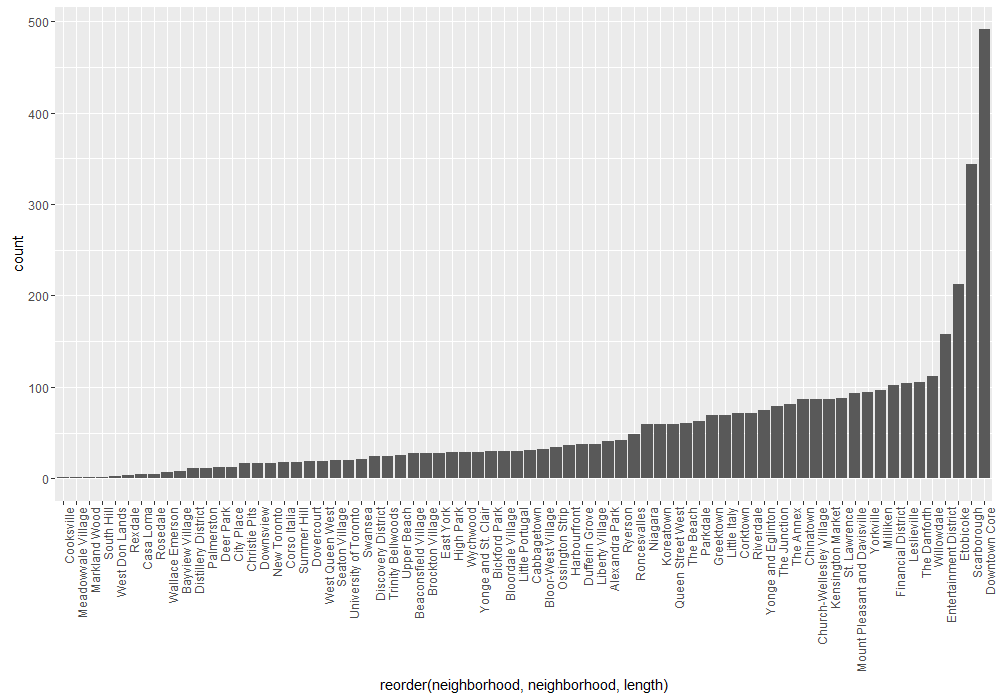 500
400
300
200
100
0
count
Cooksville
Meadowvale Village
Markland Wood
South Hill
West Don Lands
Rexdale
Casa Loma
Rosedale
Wallace Emerson
Bayview Village
Distillery District
Palmerston
Deer Park
City Place
Christie Pits
Downsview
New Toronto
Corso Italia
Summer Hill
Dovercourt
West Queen West
Seaton Village
University of Toronto
Swansea
Discovery District
Trinity Bellwoods
Upper Beach
Beaconsfield Village
Brockton Village
East York
High Park
Wychwood
Yonge and St. Clair
Bickford Park
Bloordale Village
Little Portugal
Cabbagetown
Bloor-West Village
Ossington Strip
Harbourfront
Dufferin Grove
Liberty Village
Alexandra Park
Ryerson
Roncesvalles
Niagara
Koreatown
Queen Street West
The Beach
Parkdale
Greektown
Little Italy
Corktown
Riverdale
Yonge and Eglinton
The Junction
The Annex
Chinatown
Church-Wellesley Village
Kensington Market
St. Lawrence
Mount Pleasant and Davisville
Yorkville
Milliken
Financial District
Leslieville
The Danforth
Willowdale
Entertainment District
Etobicoke
Scarborough
Downtown Core
reorder(neighborhood, neighborhood, length)